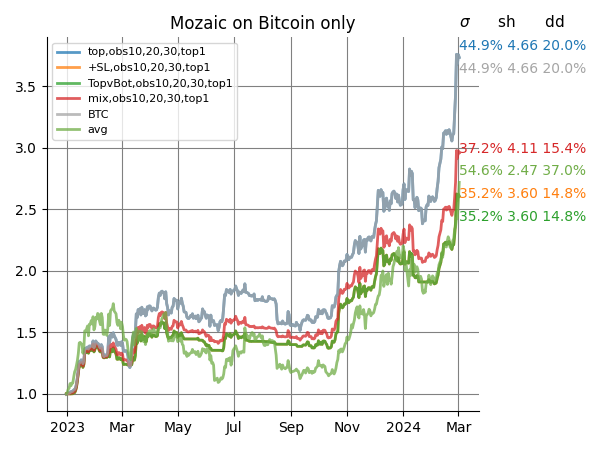 Mozaic on Bitcoin only
σ sh dd
top,obs10,20,30,top1
+SL,obs10,20,30,top1
TopvBot,obs10,20,30,top1
mix,obs10,20,30,top1
BTC
avg
44.9% 4.66 20.0%
44.9% 4.66 20.0%
37.2% 4.11 15.4%
54.6% 2.47 37.0%
35.2% 3.60 14.8%
35.2% 3.60 14.8%
3.5
3.0
2.5
2.0
1.5
1.0
2023 Mar May Jul Sep Nov 2024 Mar